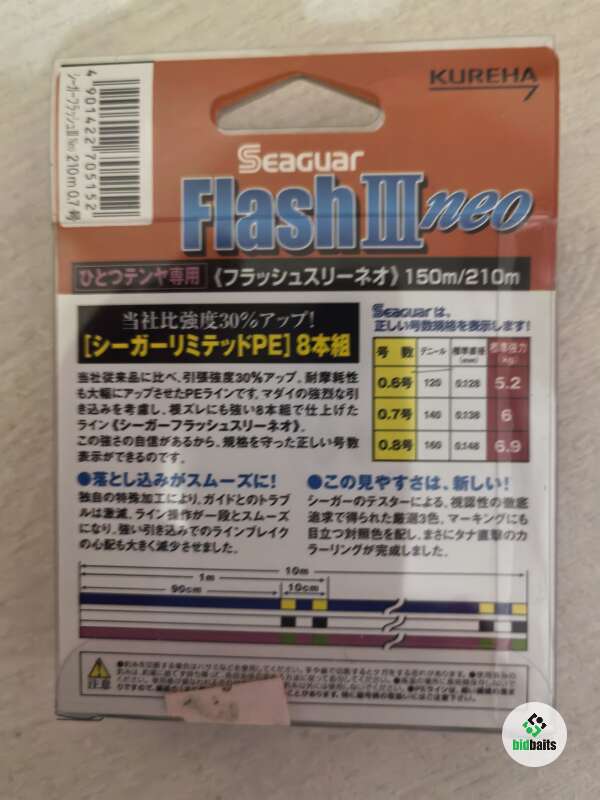 4901422705152
シーガーフラッシュⅢ Neo 210m 0.7号
KUREHA
Seaguar
Flash III neo
ひとつテンヤ専用 《フラッシュスリーネオ》 150m/210m
当社比強度30%アップ!
[シーガーリミテッドPE] 8本組
当社従来品に比べ、引張強度30%アップ。耐摩耗性
も大幅にアップさせたPEラインです。マダイの強烈な引
き込みを考慮し、根ズレにも強い8本組で仕上げた
ライン《シーガーフラッシュスリーネオ》。
この強さの自信があるから、規格を守った正しい号数
表示ができるのです。
Seaguarは、
正しい号数規格を表示します!
号数 デニール 標準直径(mm) 標準強力(kg)
0.6号 120 0.128 5.2
0.7号 140 0.138 6
0.8号 160 0.148 6.9
●落とし込みがスムーズに!
独自の特殊加工により、ガイドとのトラブ
ルは激減。ライン操作が一段とスムーズ
になり、強い引き込みでのラインブレイク
の心配も大きく減少させました。
●この見やすさは、新しい!
シーガーのテスターによる、視認性の徹底
追求で得られた厳選3色。マーキングにも
目立つ対照色を配し、まさにタナ直撃のカ
ラーリングが完成しました。
10m
1m
90cm 10cm
注意
bidbaits